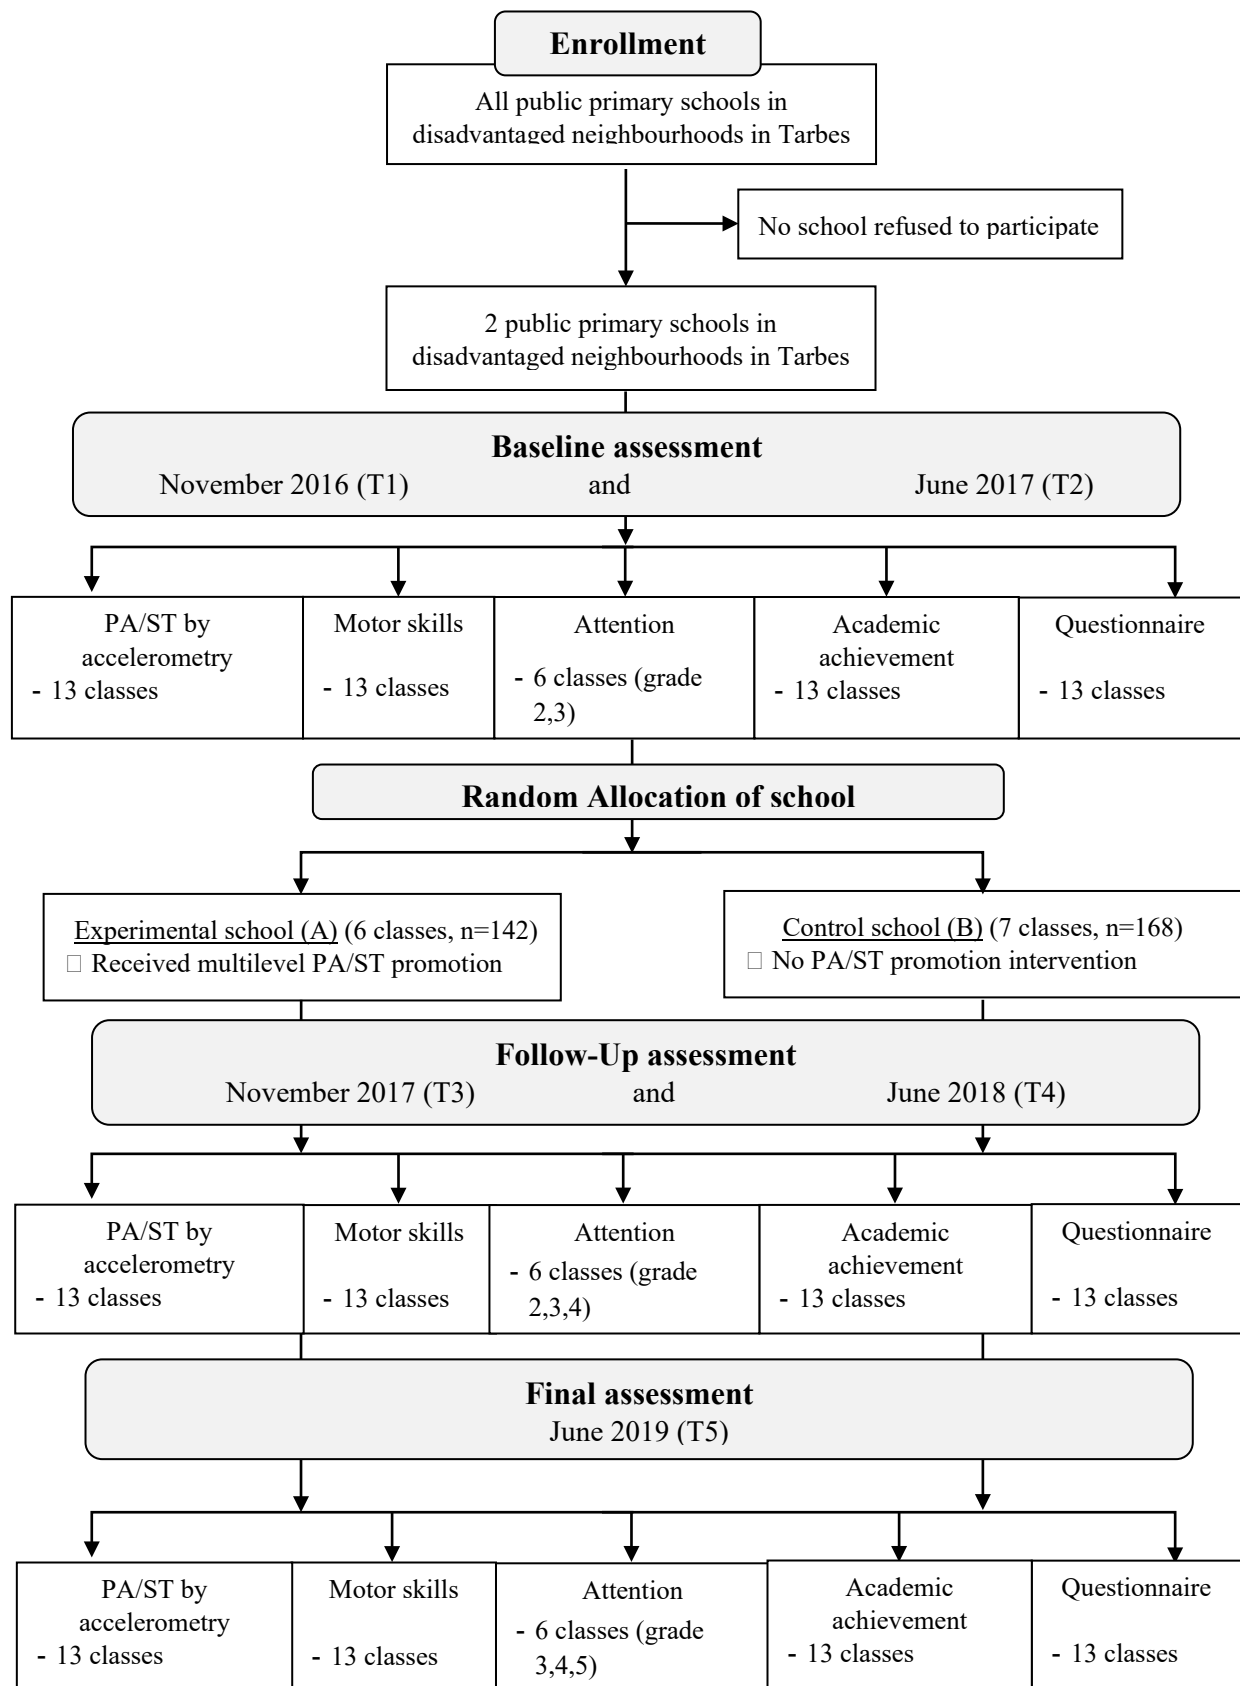 Enrollment
All public primary schools in
disadvantaged neighbourhoods in Tarbes
No school refused to participate
2 public primary schools in
disadvantaged neighbourhoods in Tarbes
Baseline assessment
November 2016 (T1) and June 2017 (T2)
PA/ST by
accelerometry
- 13 classes
Motor skills
- 13 classes
Attention
- 6 classes (grade
2,3)
Academic
achievement
- 13 classes
Questionnaire
- 13 classes
Random Allocation of school
Experimental school (A) (6 classes, n=142)
□ Received multilevel PA/ST promotion
Control school (B) (7 classes, n=168)
□ No PA/ST promotion intervention
Follow-Up assessment
November 2017 (T3) and June 2018 (T4)
PA/ST by
accelerometry
- 13 classes
Motor skills
- 13 classes
Attention
- 6 classes (grade
2,3,4)
Academic
achievement
- 13 classes
Questionnaire
- 13 classes
Final assessment
June 2019 (T5)
PA/ST by
accelerometry
- 13 classes
Motor skills
- 13 classes
Attention
- 6 classes (grade
3,4,5)
Academic
achievement
- 13 classes
Questionnaire
- 13 classes